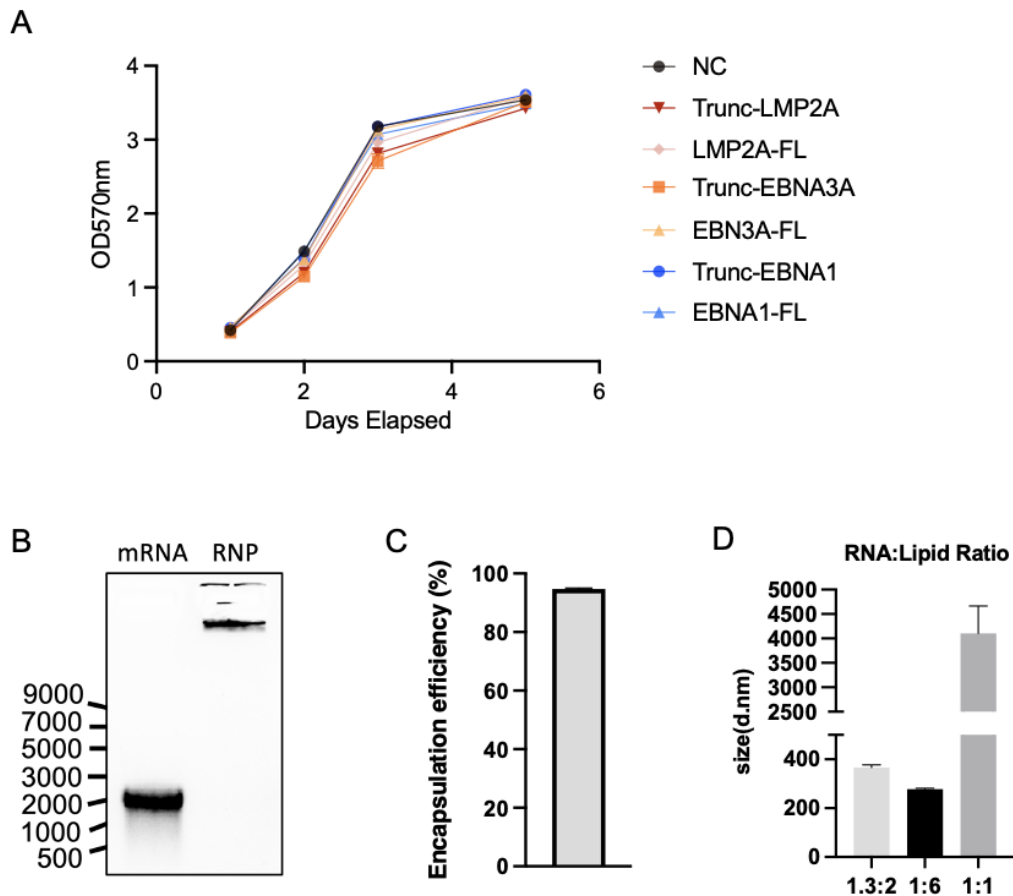 A
4
3
2
1
0
OD570nm
0 2 4 6
Days Elapsed
NC
Trunc-LMP2A
LMP2A-FL
Trunc-EBNA3A
EBN3A-FL
Trunc-EBNA1
EBNA1-FL
B
mRNA RNP
9000
7000
5000
3000
2000
1000
500
C
Encapsulation efficiency (%)
100
80
60
40
20
0
D
RNA:Lipid Ratio
size(d.nm)
5000
4500
4000
3500
3000
2500
400
200
0
1.3:2 1:6 1:1